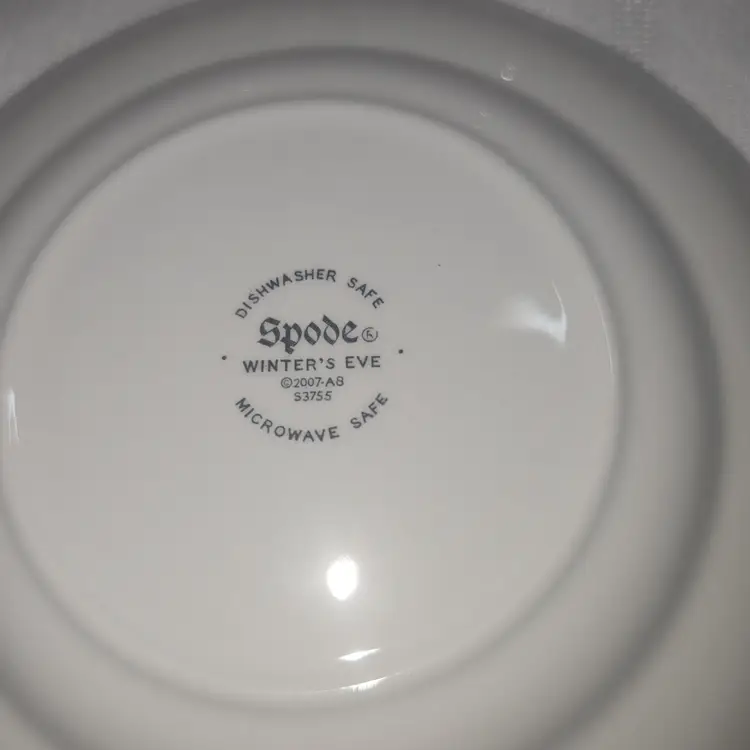 DISHWASHER SAFE
Spode®
WINTER'S EVE
©2007-A8
S3755
MICROWAVE SAFE